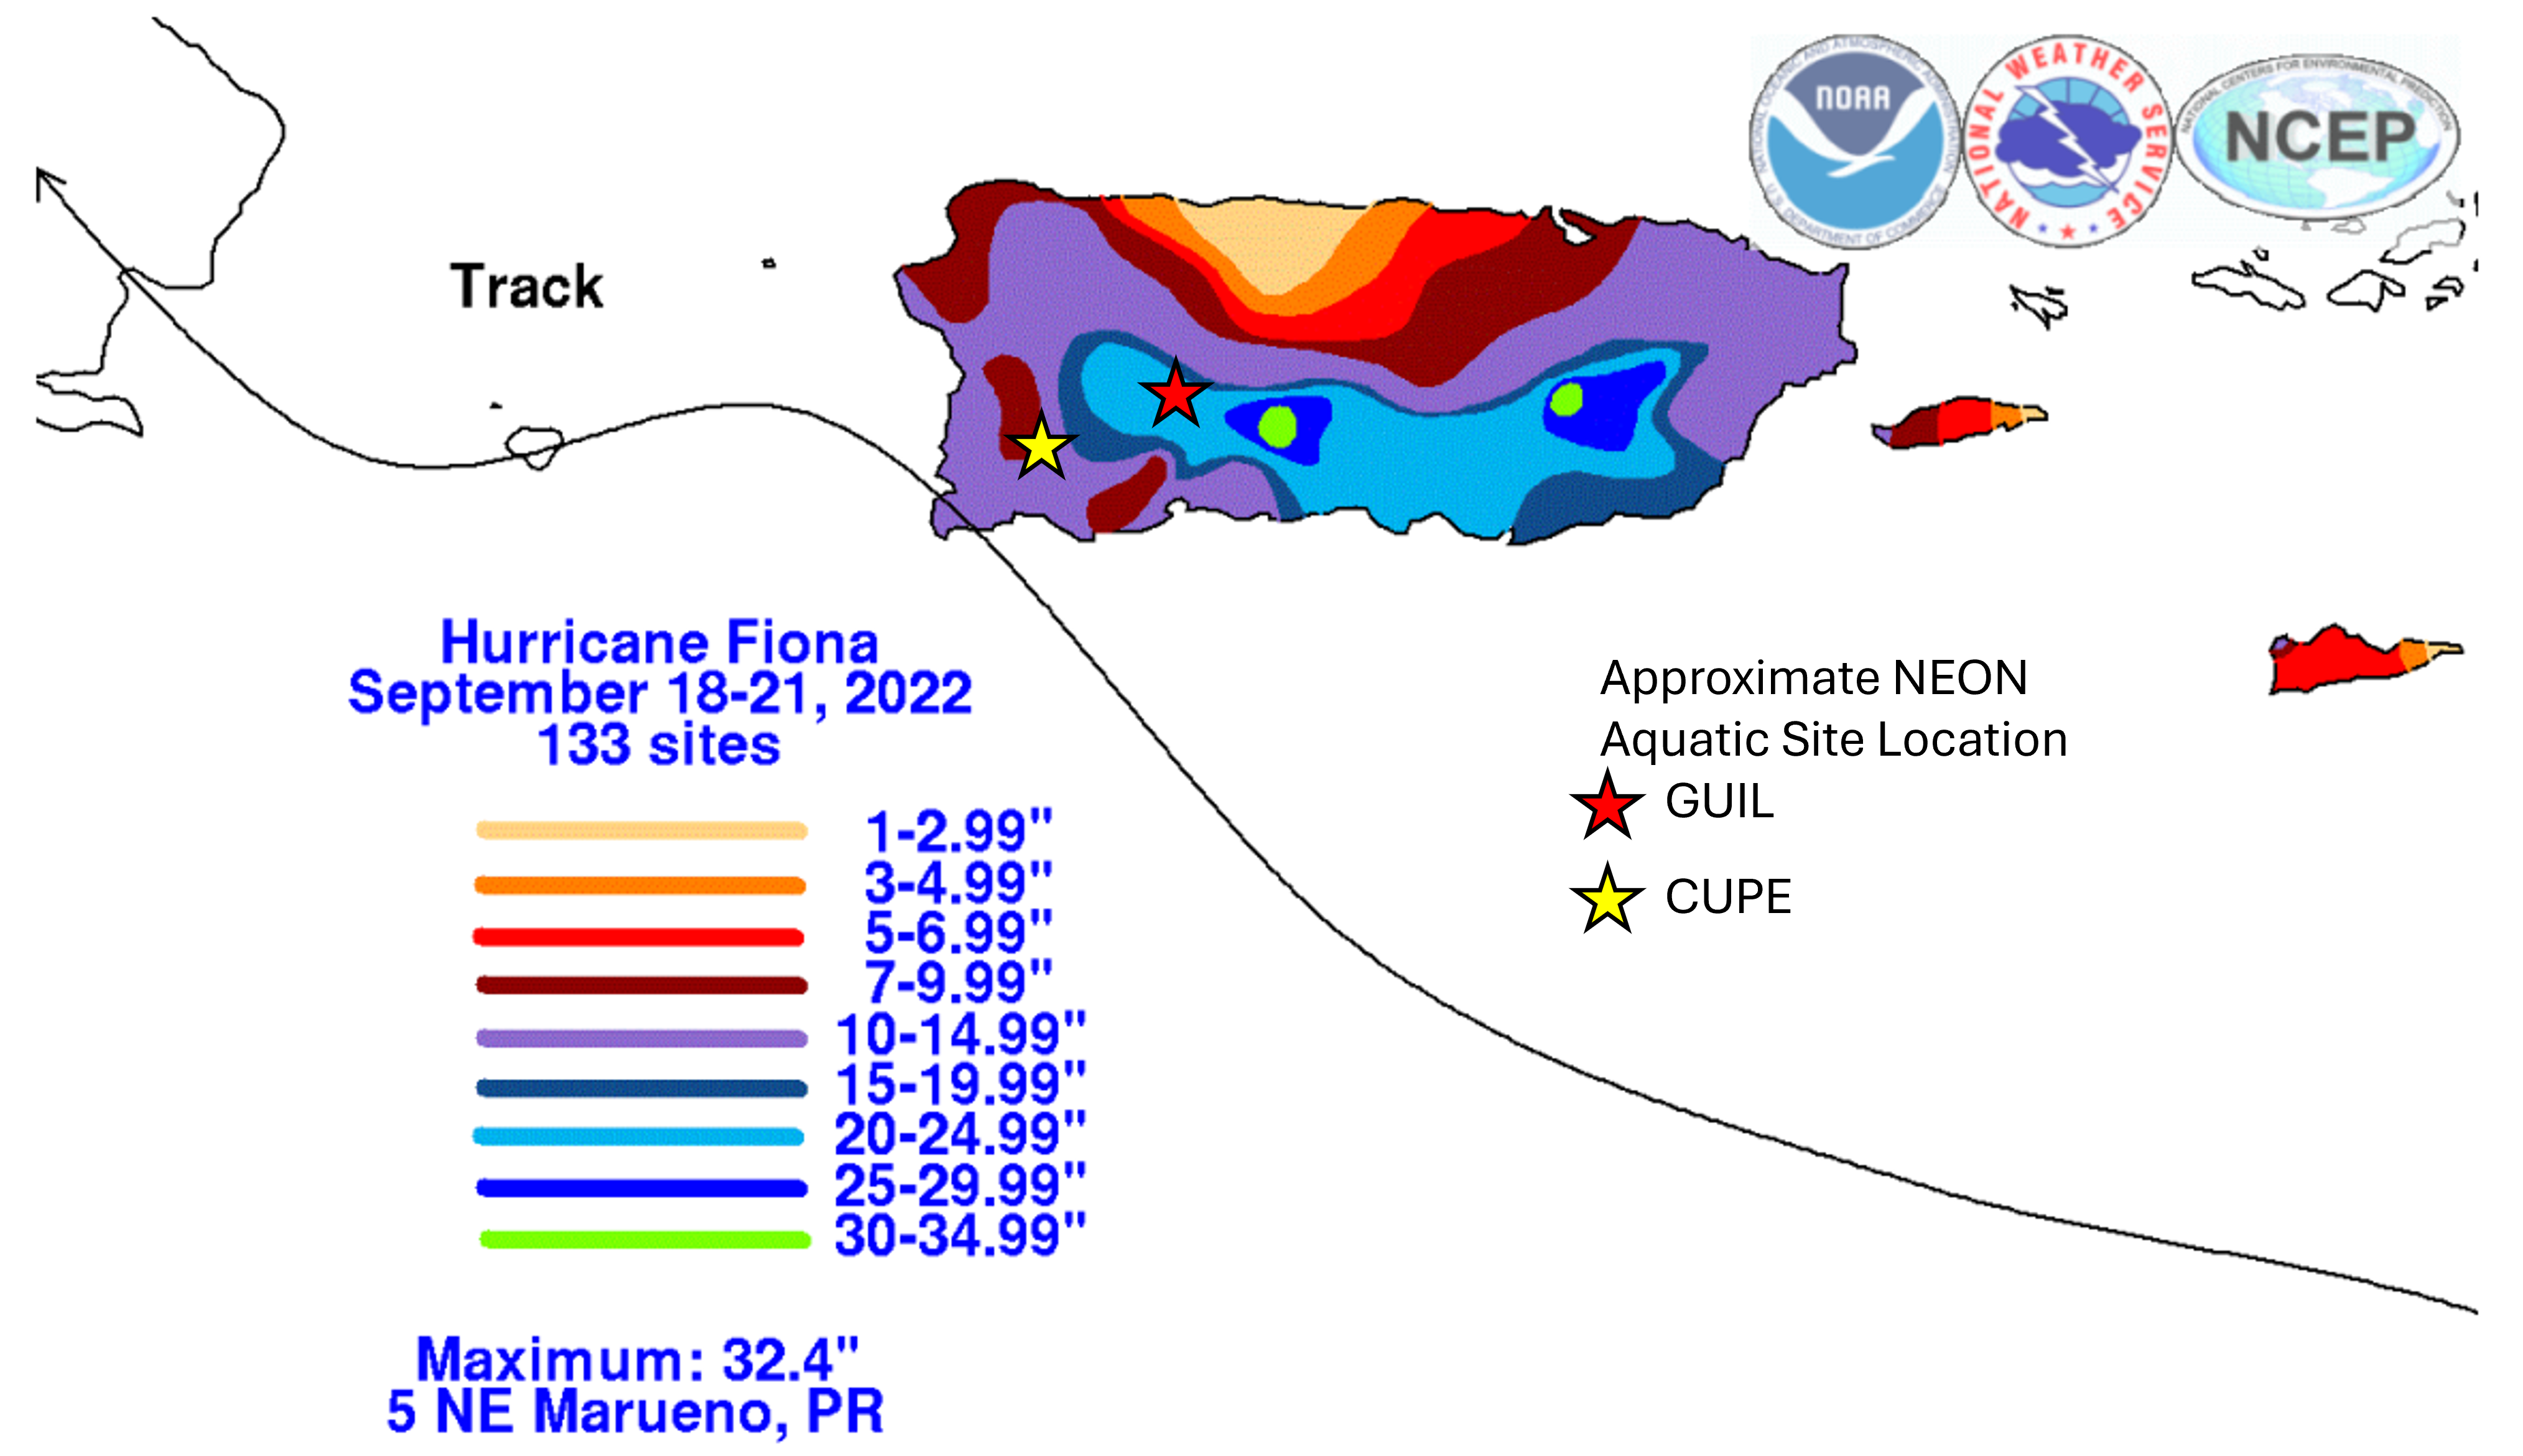 NATIONAL OCEANIC AND ATMOSPHERIC ADMINISTRATION
NOAA
U.S. DEPARTMENT OF COMMERCE
NATIONAL WEATHER SERVICE
NATIONAL CENTERS FOR ENVIRONMENTAL PREDICTION
NCEP
Track
Hurricane Fiona
September 18-21, 2022
133 sites
1-2.99"
3-4.99"
5-6.99"
7-9.99"
10-14.99"
15-19.99"
20-24.99"
25-29.99"
30-34.99"
Maximum: 32.4"
5 NE Marueno, PR
Approximate NEON
Aquatic Site Location
GUIL
CUPE